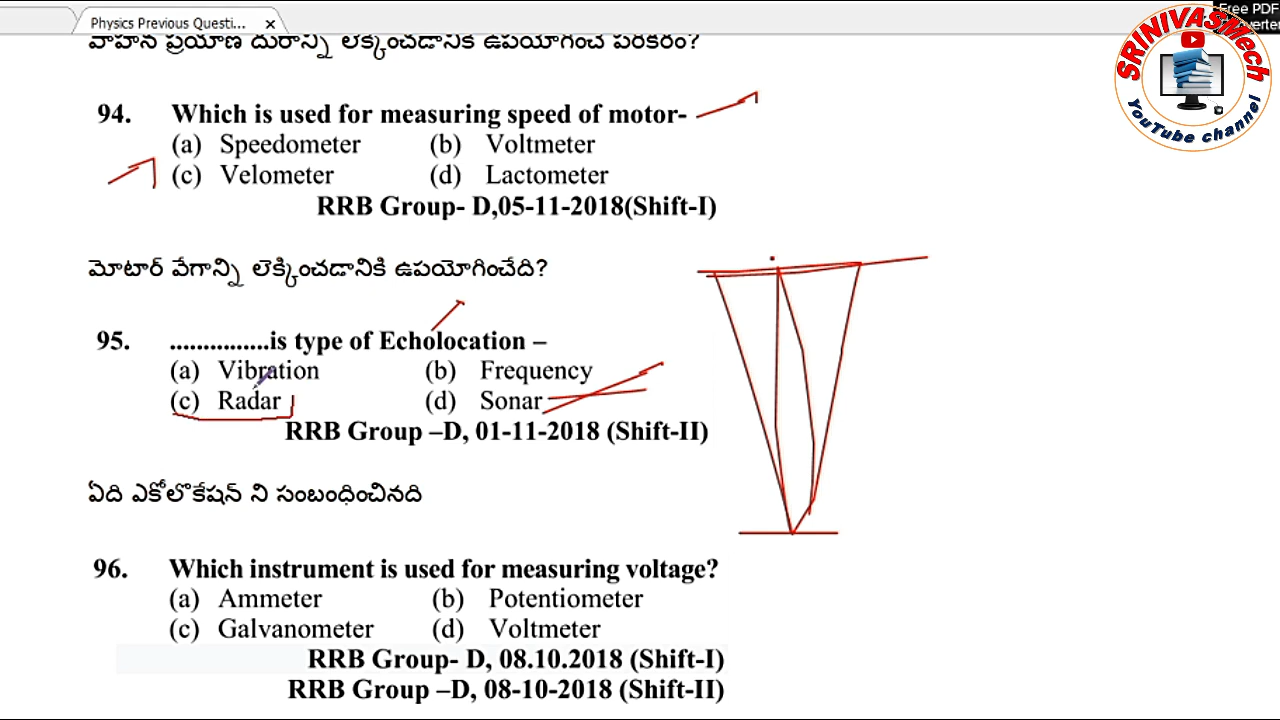 Physics Previous Questi... ×
Free PDF
SRINIVASMech
YouTube channel
వాహన ప్రయాణ దురాన్ని లెక్కించడానికి ఉపయోగించే పరికరం?
94. Which is used for measuring speed of motor-
(a) Speedometer (b) Voltmeter
(c) Velometer (d) Lactometer
RRB Group- D,05-11-2018(Shift-I)
మోటార్ వేగాన్ని లెక్కించడానికి ఉపయోగించేది?
95. ...............is type of Echolocation –
(a) Vibration (b) Frequency
(c) Radar (d) Sonar
RRB Group –D, 01-11-2018 (Shift-II)
ఏది ఎకోలొకేషన్ ని సంబంధించినది
96. Which instrument is used for measuring voltage?
(a) Ammeter (b) Potentiometer
(c) Galvanometer (d) Voltmeter
RRB Group- D, 08.10.2018 (Shift-I)
RRB Group –D, 08-10-2018 (Shift-II)